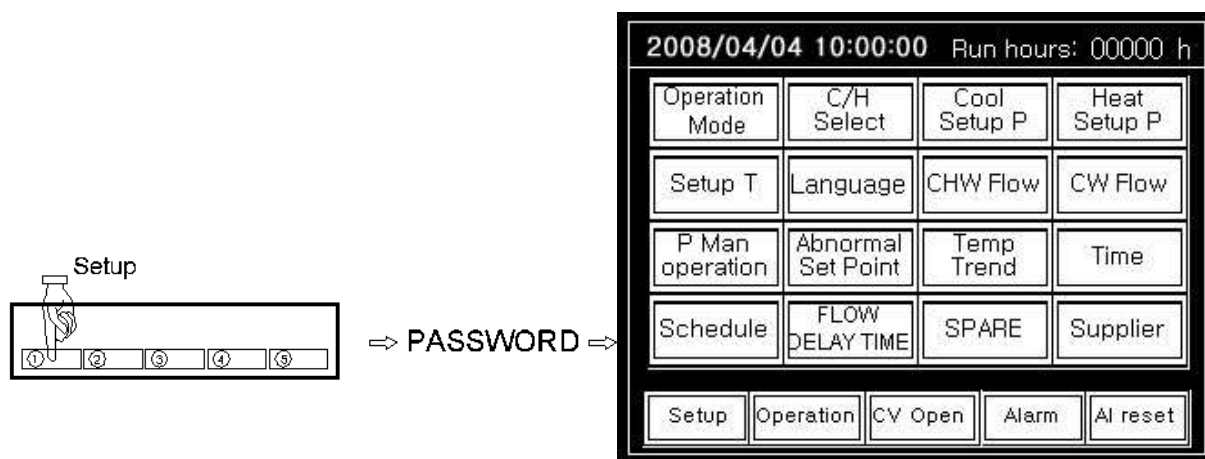 2008/04/04 10:00:00 Run hours: 00000 h
Operation Mode
C/H Select
Cool Setup P
Heat Setup P
Setup T
Language
CHW Flow
CW Flow
P Man operation
Abnormal Set Point
Temp Trend
Time
Schedule
FLOW DELAY TIME
SPARE
Supplier
Setup
Operation
CV Open
Alarm
AI reset
Setup
① ② ③ ④ ⑤
⇨ PASSWORD ⇨